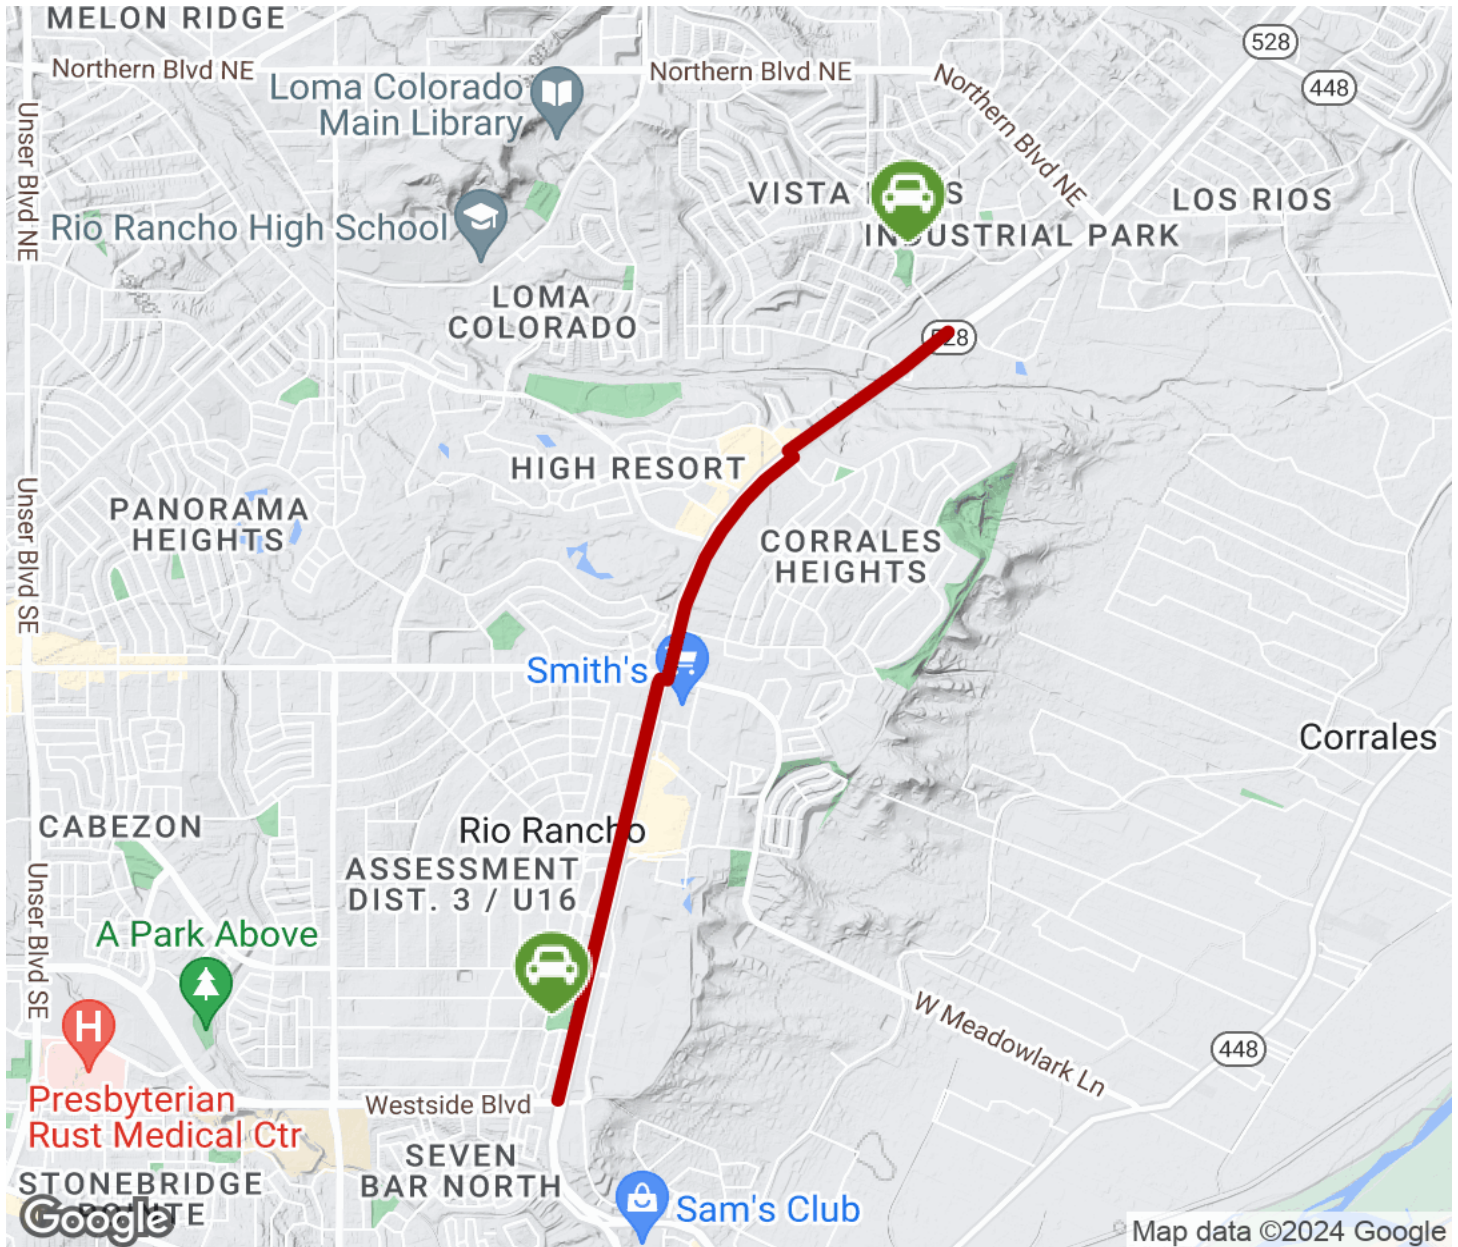 MELON RIDGE
528
Northern Blvd NE
Northern Blvd NE
448
Loma Colorado
Main Library
Northern Blvd NE
Unser Blvd NE
VISTA
S
LOS RIOS
Rio Rancho High School
INDUSTRIAL PARK
LOMA
COLORADO
528
HIGH RESORT
PANORAMA
HEIGHTS
Unser Blvd SE
CORRALES
HEIGHTS
Smith's
Corrales
CABEZON
Rio Rancho
ASSESSMENT
DIST. 3 / U16
Unser Blvd SE
A Park Above
H
W Meadowlark Ln
448
Presbyterian
Rust Medical Ctr
Westside Blvd
SEVEN
BAR NORTH
STONEBRIDGE
POINTE
Google
Sam's Club
Map data ©2024 Google